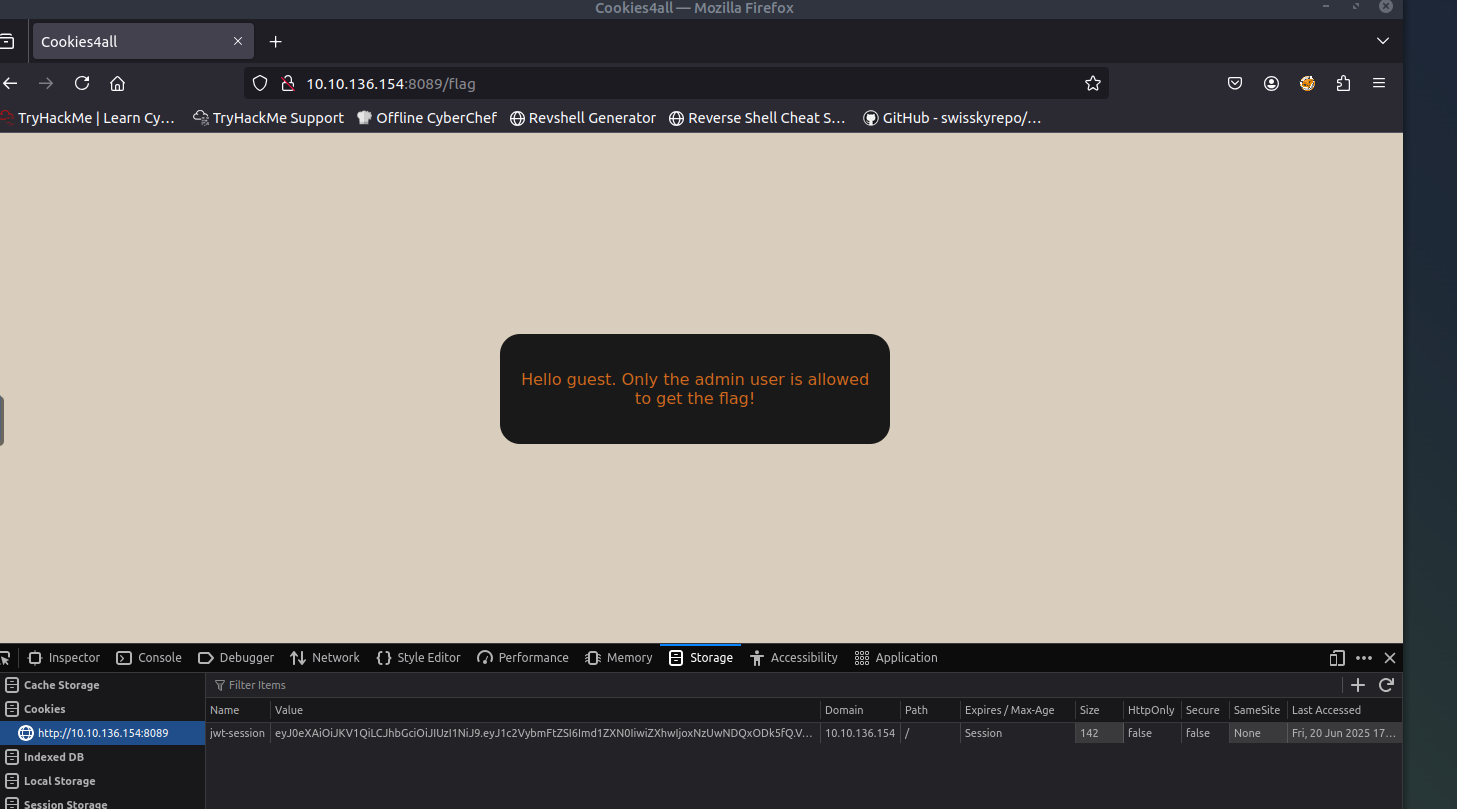 Cookies4all — Mozilla Firefox
Cookies4all
10.10.136.154:8089/flag
TryHackMe | Learn Cy... TryHackMe Support Offline CyberChef Revshell Generator Reverse Shell Cheat S... GitHub - swisskyrepo/...
Hello guest. Only the admin user is allowed
to get the flag!
Inspector Console Debugger Network Style Editor Performance Memory Storage Accessibility Application
Cache Storage
Filter Items
Cookies
Name Value Domain Path Expires / Max-Age Size HttpOnly Secure SameSite Last Accessed
http://10.10.136.154:8089
jwt-session eyJ0eXAiOiJKV1QiLCJhbGciOiJIUzI1NiJ9.eyJ1c2VybmFtZSI6Imd1ZXN0IiwiZXhwIjoxNzUwNDQxODk5fQ.V... 10.10.136.154 / Session 142 false false None Fri, 20 Jun 2025 17...
Indexed DB
Local Storage
Session Storage